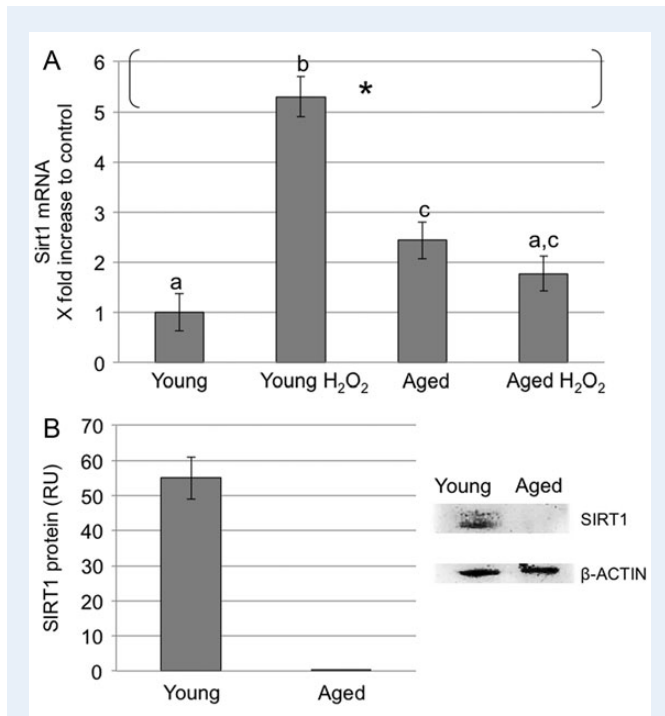 A
Sirt1 mRNA
X fold increase to control
6
5
4
3
2
1
0
a
b
*
c
a,c
Young
Young H₂O₂
Aged
Aged H₂O₂
B
SIRT1 protein (RU)
70
60
50
40
30
20
10
0
Young
Aged
Young Aged
SIRT1
β-ACTIN